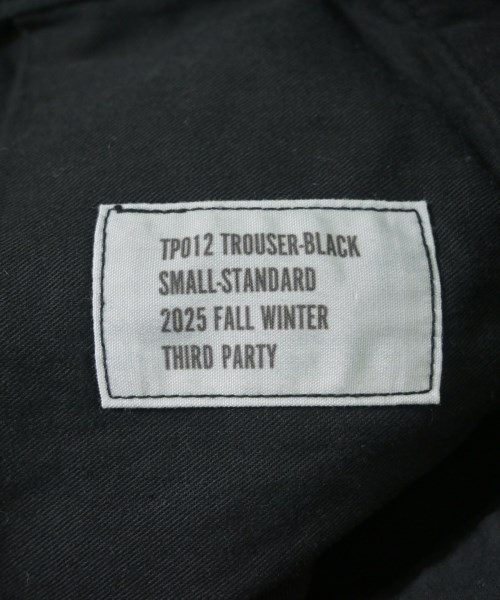 TP012 TROUSER-BLACK
SMALL-STANDARD
2025 FALL WINTER
THIRD PARTY